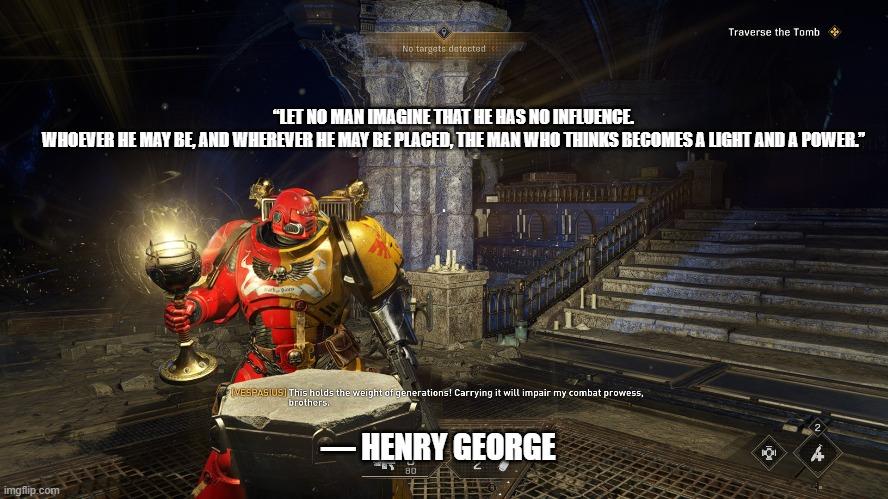 Traverse the Tomb
No targets detected
“LET NO MAN IMAGINE THAT HE HAS NO INFLUENCE.
WHOEVER HE MAY BE, AND WHEREVER HE MAY BE PLACED, THE MAN WHO THINKS BECOMES A LIGHT AND A POWER.”
[VESPASIUS] This holds the weight of generations! Carrying it will impair my combat prowess,
brothers.
— HENRY GEORGE
80
2
2
imgflip.com